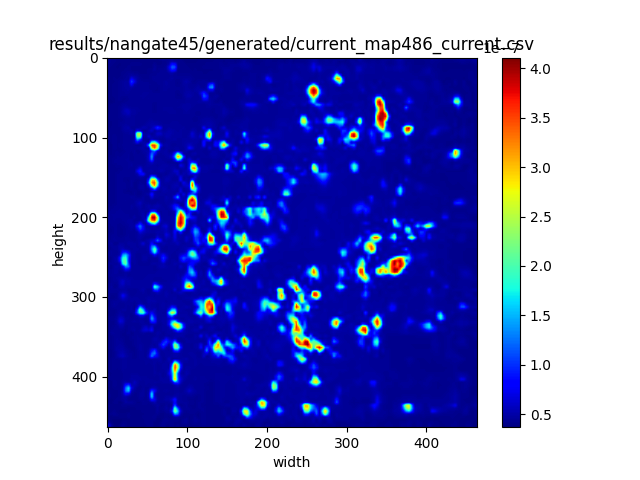 results/nangate45/generated/current_map486_current.csv
1e−7
0
100
200
300
400
height
0 100 200 300 400
width
4.0
3.5
3.0
2.5
2.0
1.5
1.0
0.5